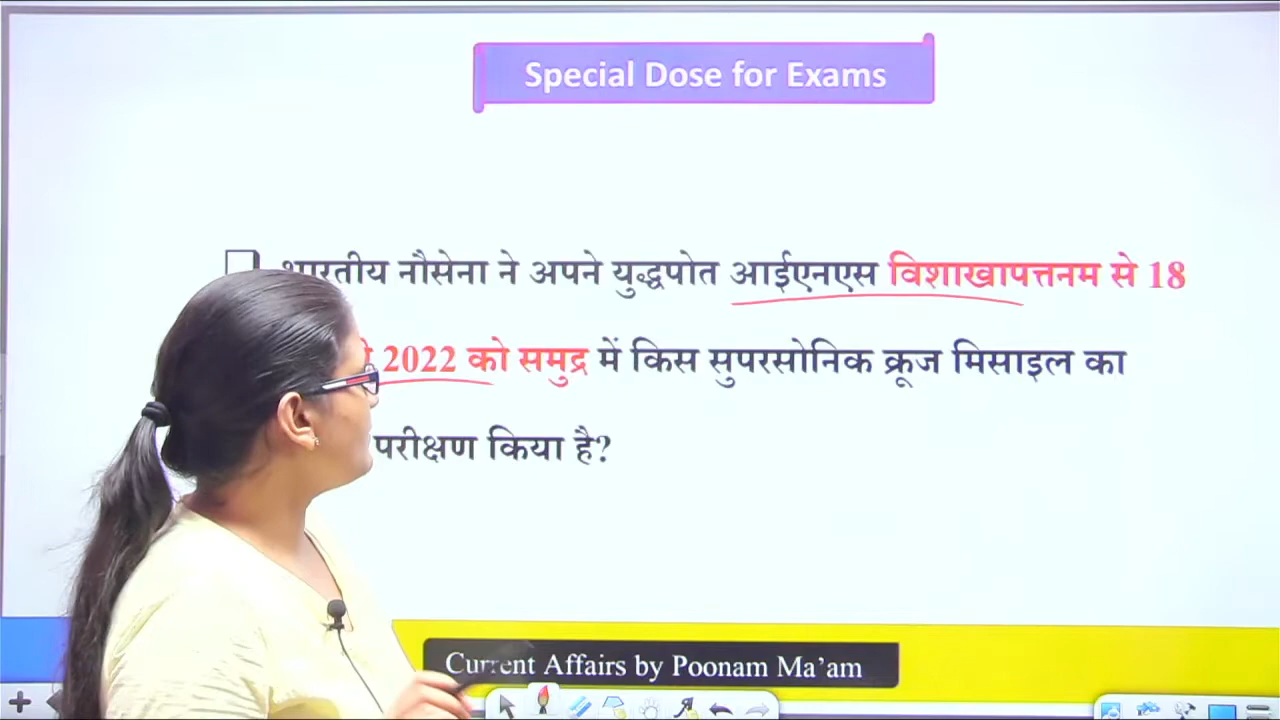 Special Dose for Exams
भारतीय नौसेना ने अपने युद्धपोत आईएनएस विशाखापत्तनम से 18
2022 को समुद्र में किस सुपरसोनिक क्रूज मिसाइल का
परीक्षण किया है?
Current Affairs by Poonam Ma'am